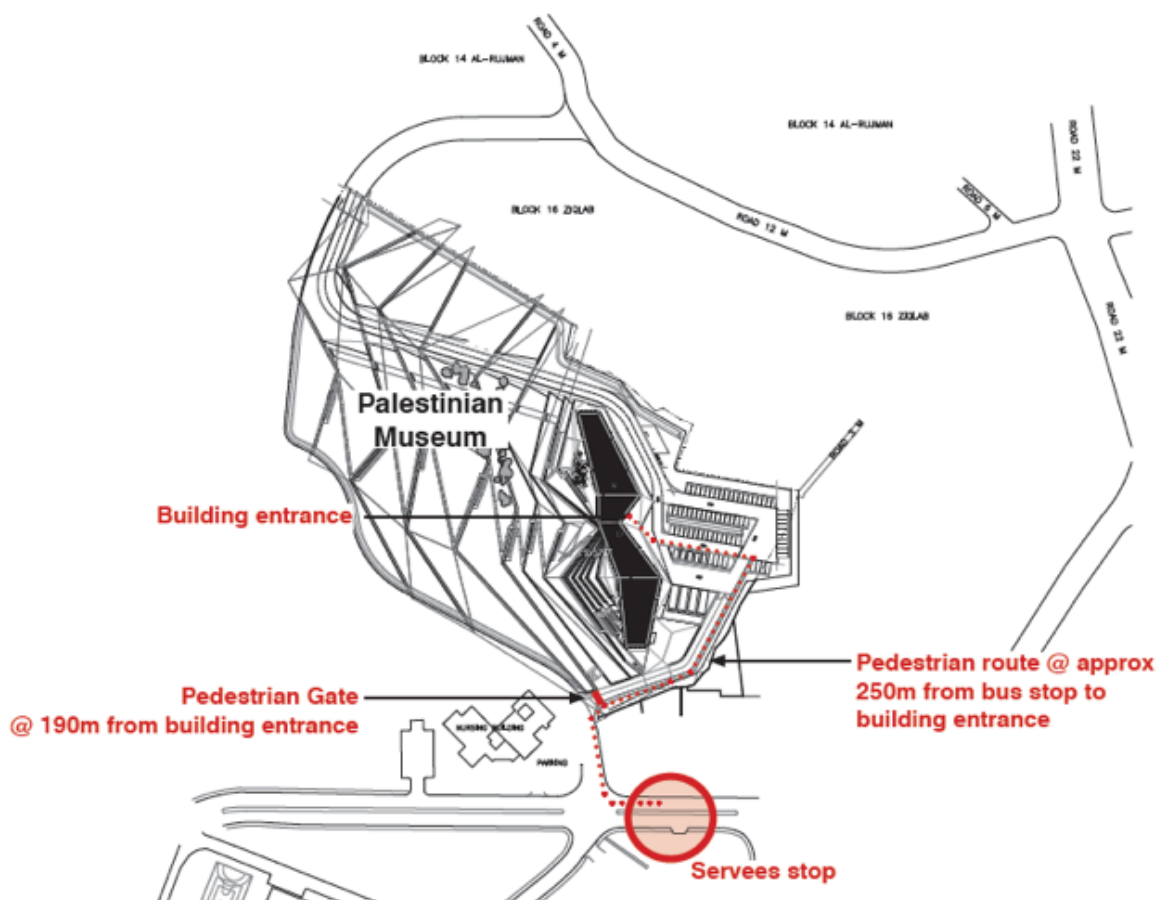 ROAD 4 M
BLOCK 14 AL-RUJMAN
BLOCK 14 AL-RUJMAN
ROAD 22 M
ROAD 6 M
BLOCK 16 ZIQLAB
ROAD 12 M
BLOCK 16 ZIQLAB
ROAD 22 M
Palestinian
Museum
ROAD 3 M
Building entrance
Pedestrian route @ approx
250m from bus stop to
building entrance
Pedestrian Gate
@ 190m from building entrance
NURSING BUILDING
PARKING
Servees stop